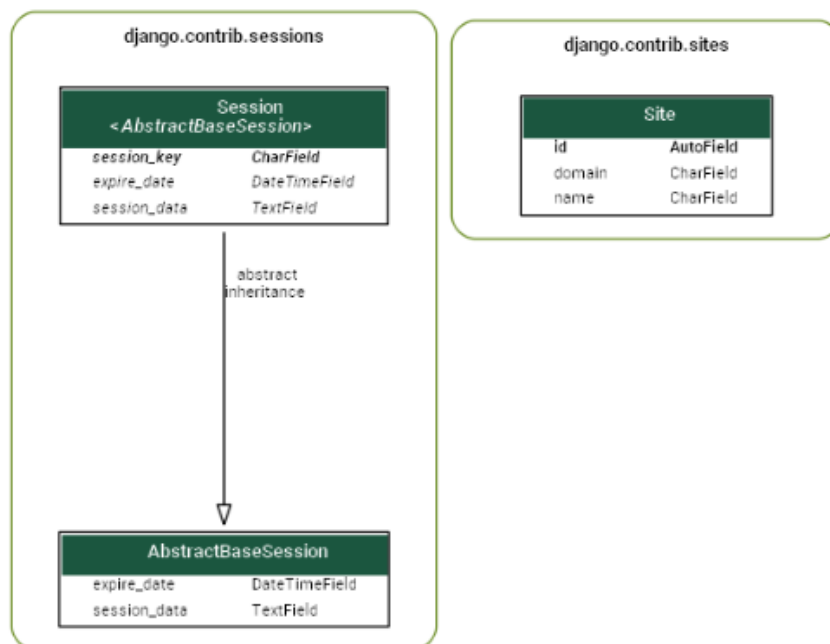 django.contrib.sessions
Session
<AbstractBaseSession>
session_key CharField
expire_date DateTimeField
session_data TextField
abstract
inheritance
AbstractBaseSession
expire_date DateTimeField
session_data TextField
django.contrib.sites
Site
id AutoField
domain CharField
name CharField